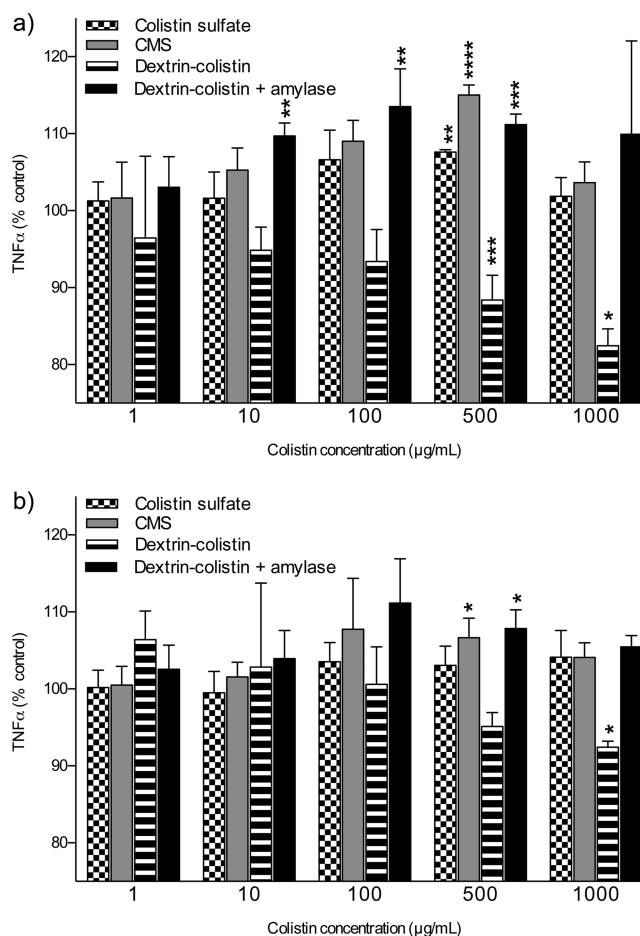 a)
Colistin sulfate
CMS
Dextrin-colistin
Dextrin-colistin + amylase
120
110
100
90
80
TNFα (% control)
**
**
**
****
***
***
*
1 10 100 500 1000
Colistin concentration (µg/mL)
b)
Colistin sulfate
CMS
Dextrin-colistin
Dextrin-colistin + amylase
120
110
100
90
80
TNFα (% control)
*
*
*
1 10 100 500 1000
Colistin concentration (µg/mL)